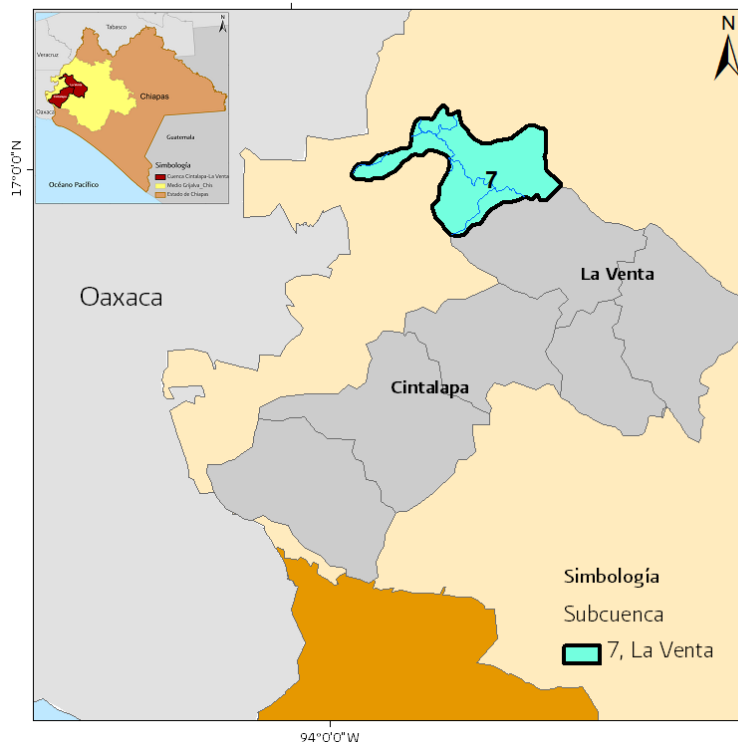 N
Tabasco
Veracruz
Chiapas
Oaxaca
Guatemala
Océano Pacífico
Simbología
Cuenca Cintalapa-La Venta
Medio Grijalva_Chis
Estado de Chiapas
N
17°0'0"N
7
La Venta
Oaxaca
Cintalapa
Simbología
Subcuenca
7, La Venta
94°0'0"W